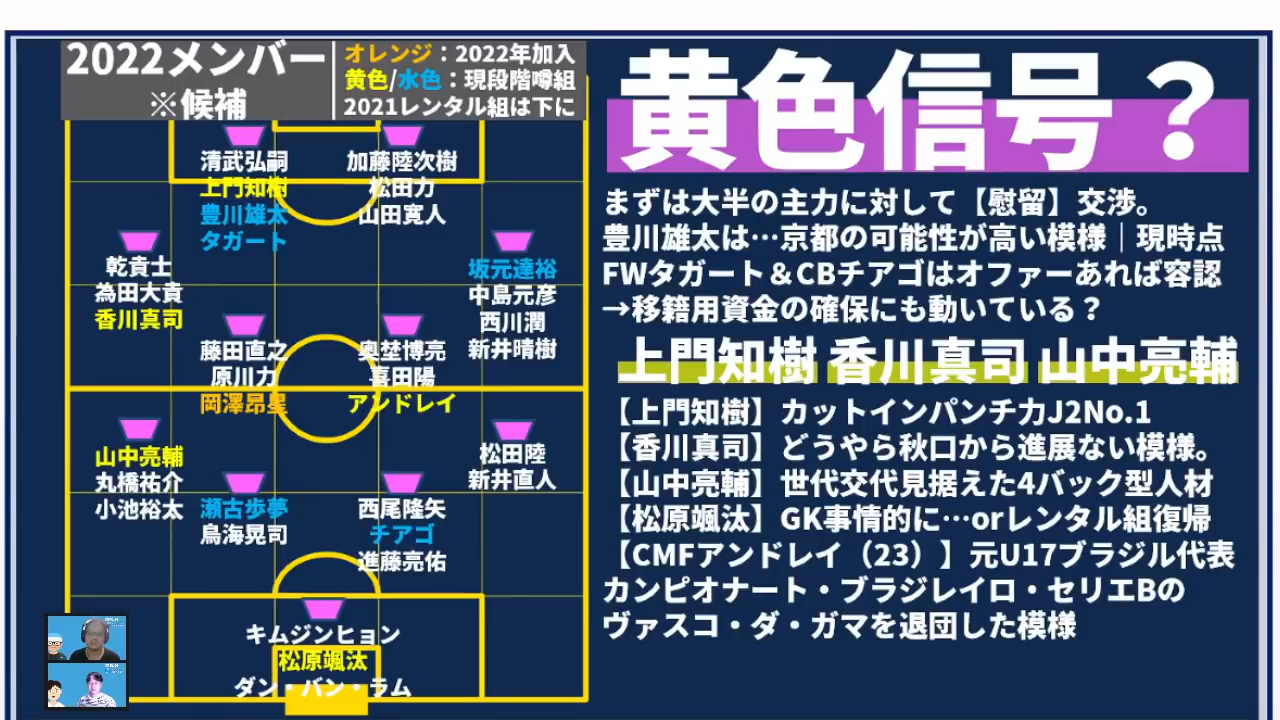 2022メンバー
※候補
オレンジ：2022年加入
黄色/水色：現段階噂組
2021レンタル組は下に
清武弘嗣
上門知樹
豊川雄太
タガート
加藤陸次樹
松田力
山田寛人
乾貴士
為田大貴
香川真司
坂元達裕
中島元彦
西川潤
新井晴樹
藤田直之
原川力
岡澤昂星
奥埜博亮
喜田陽
アンドレイ
山中亮輔
丸橋祐介
小池裕太
松田陸
新井直人
瀬古歩夢
鳥海晃司
西尾隆矢
チアゴ
進藤亮佑
キムジンヒョン
松原颯汰
ダン・バン・ラム
黄色信号？
まずは大半の主力に対して【慰留】交渉。
豊川雄太は…京都の可能性が高い模様｜現時点
FWタガート＆CBチアゴはオファーあれば容認
→移籍用資金の確保にも動いている？
上門知樹 香川真司 山中亮輔
【上門知樹】カットインパンチ力J2No.1
【香川真司】どうやら秋口から進展ない模様。
【山中亮輔】世代交代見据えた4バック型人材
【松原颯汰】GK事情的に…orレンタル組復帰
【CMFアンドレイ（23）】元U17ブラジル代表
カンピオナート・ブラジレイロ・セリエBの
ヴァスコ・ダ・ガマを退団した模様